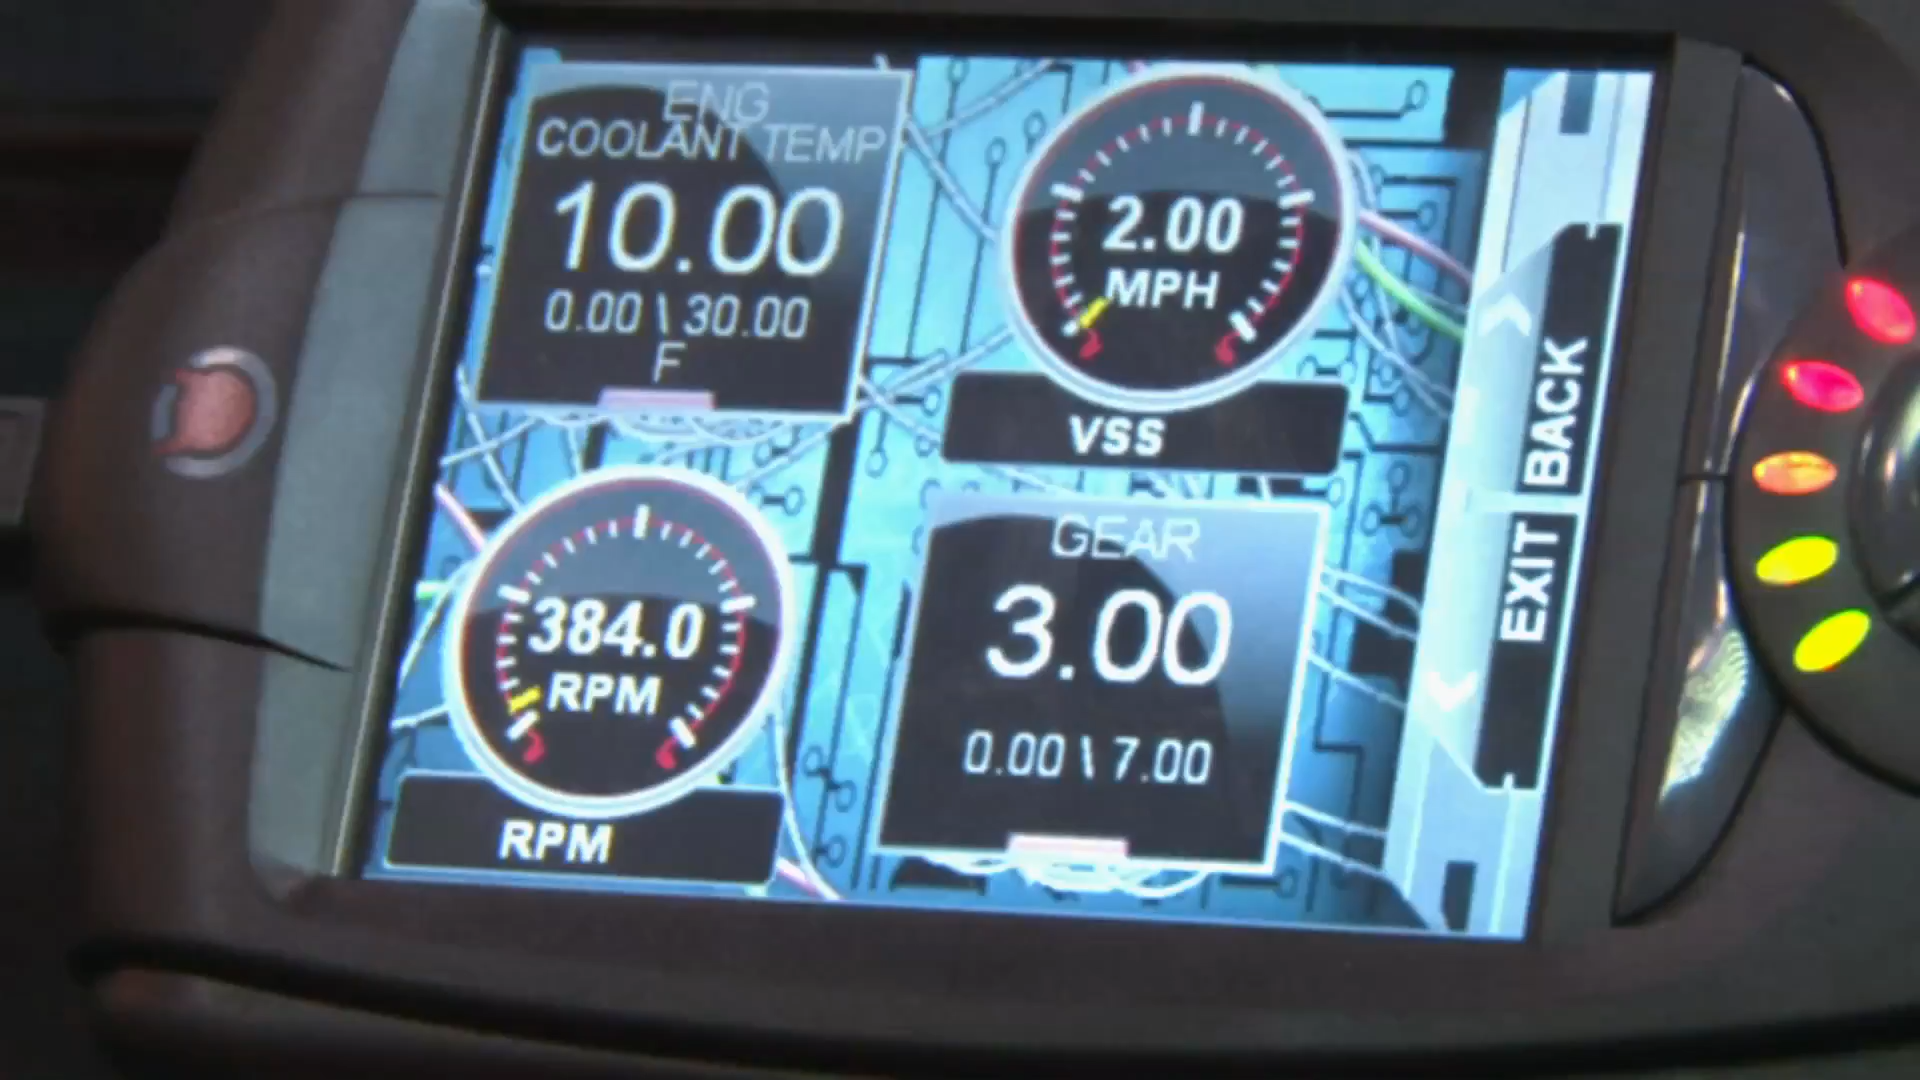 ENG
COOLANT TEMP
10.00
0.00 \ 30.00
F
2.00
MPH
VSS
384.0
RPM
RPM
GEAR
3.00
0.00 \ 7.00
BACK
EXIT